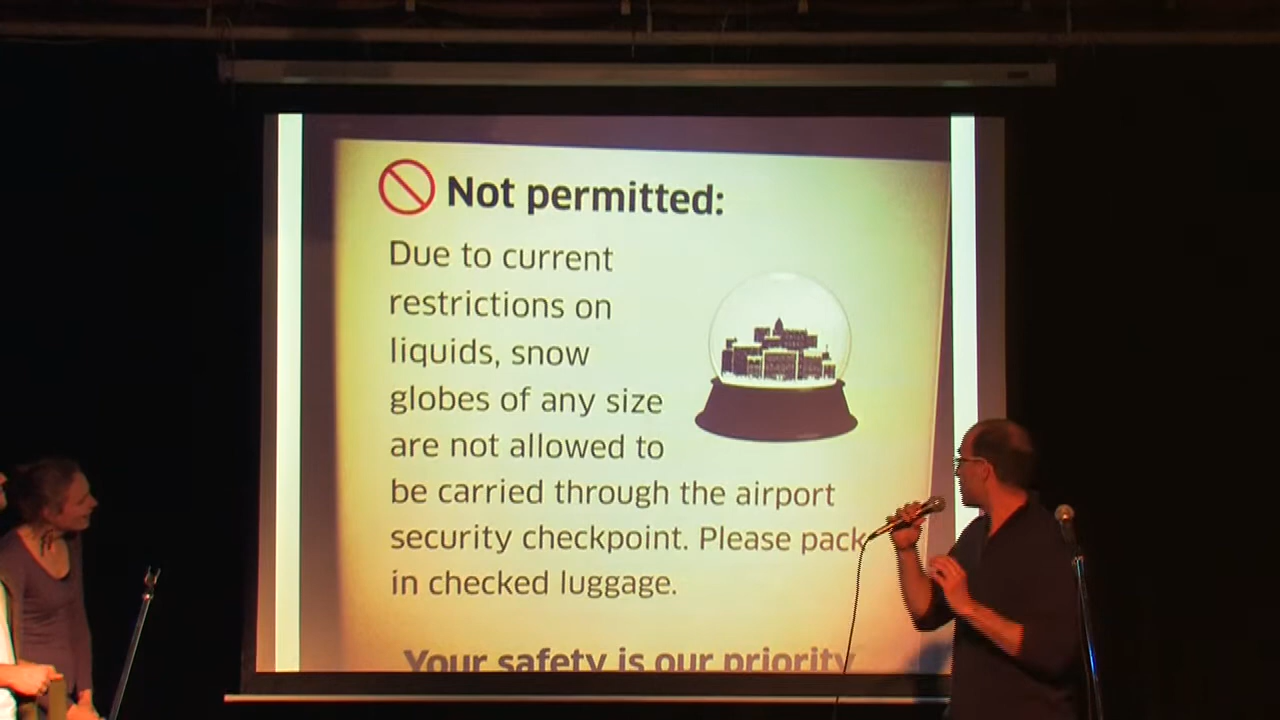 Not permitted:
Due to current
restrictions on
liquids, snow
globes of any size
are not allowed to
be carried through the airport
security checkpoint. Please pack
in checked luggage.
Your safety is our priority